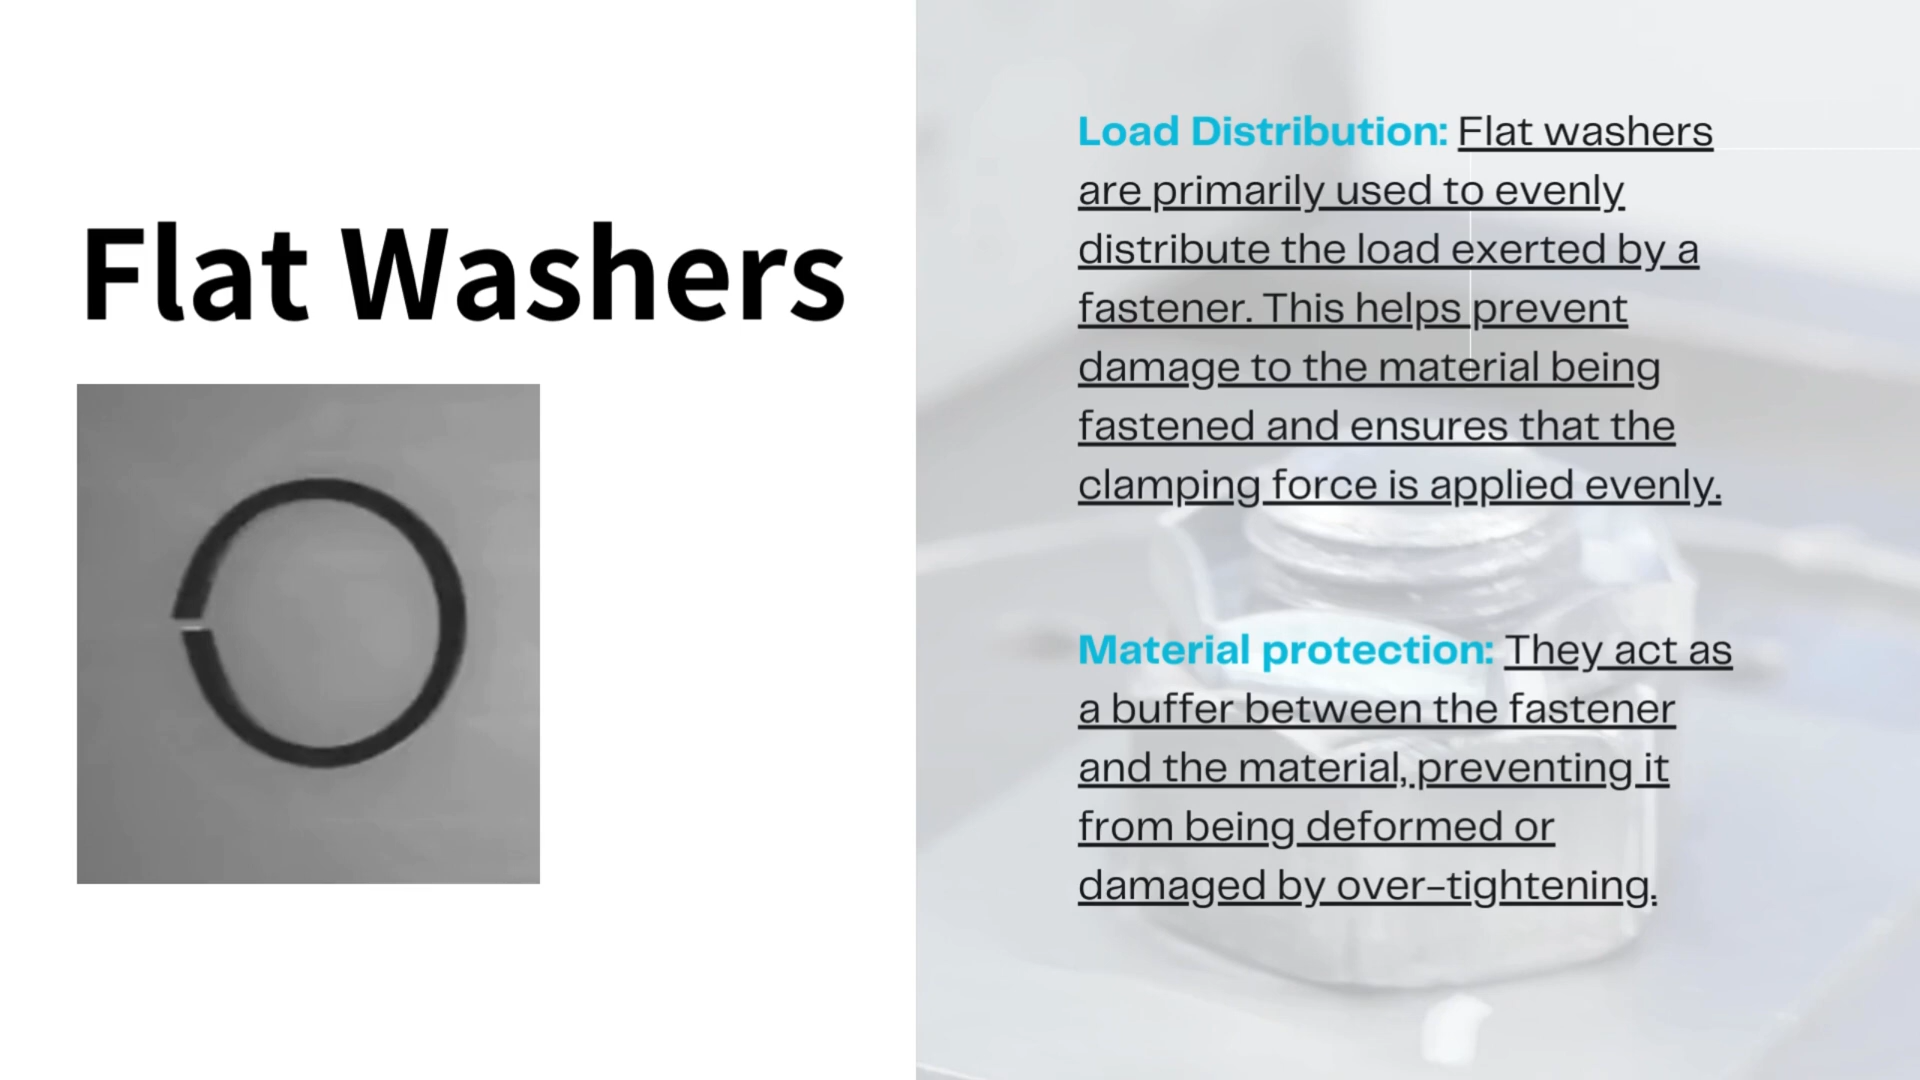 Flat Washers
Load Distribution: Flat washers
are primarily used to evenly
distribute the load exerted by a
fastener. This helps prevent
damage to the material being
fastened and ensures that the
clamping force is applied evenly.
Material protection: They act as
a buffer between the fastener
and the material, preventing it
from being deformed or
damaged by over-tightening.